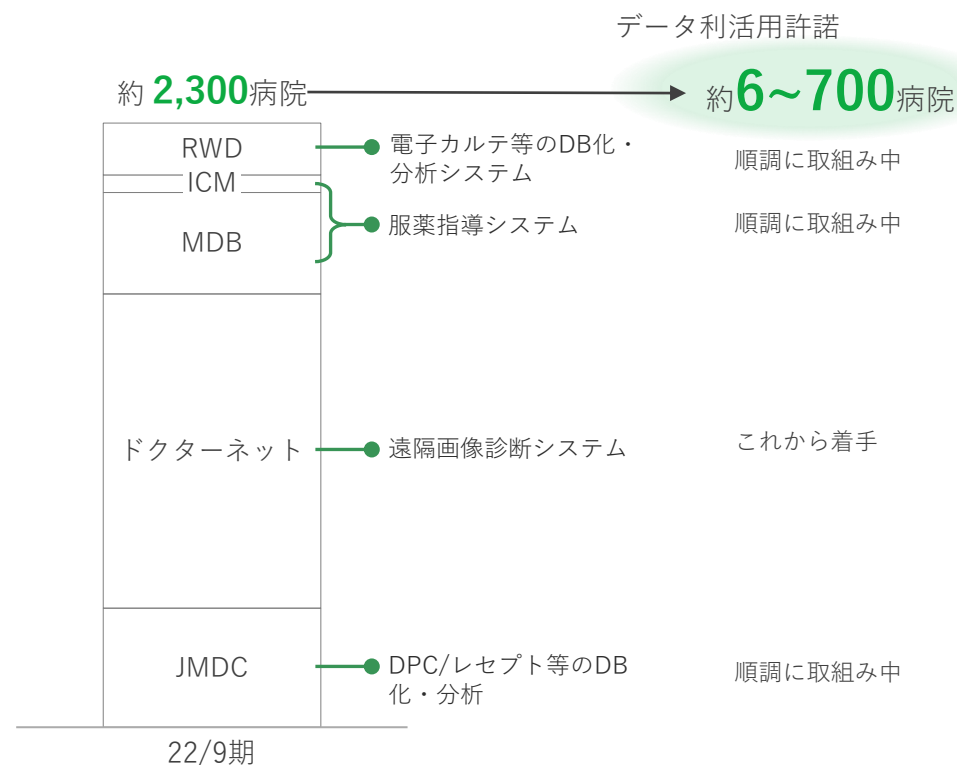 データ利活用許諾
約 2,300病院
約6~700病院
RWD
電子カルテ等のDB化・
分析システム
順調に取組み中
ICM
MDB
服薬指導システム
順調に取組み中
ドクターネット
遠隔画像診断システム
これから着手
JMDC
DPC/レセプト等のDB
化・分析
順調に取組み中
22/9期